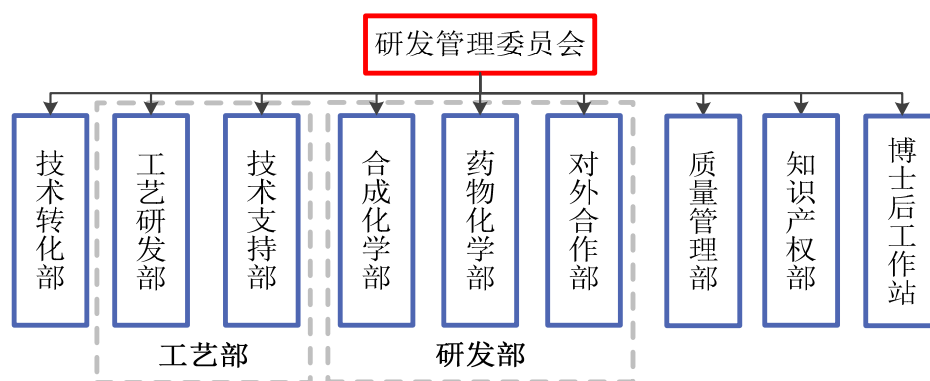 研发管理委员会
技术转化部
工艺研发部
技术支持部
合成化学部
药物化学部
对外合作部
质量管理部
知识产权部
博士后工作站
工艺部
研发部